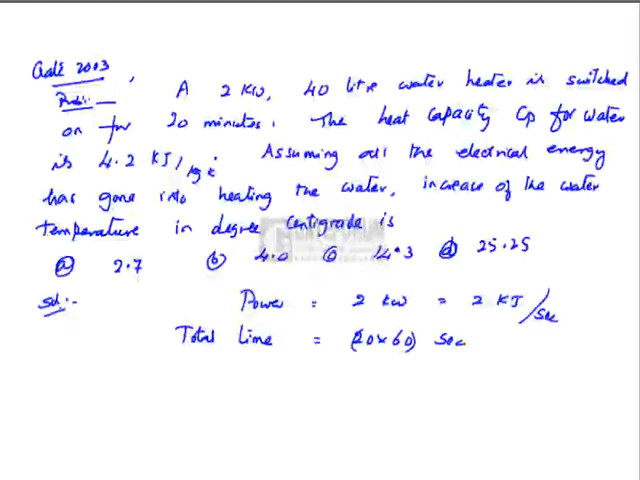 Gate 2003,
Prob:- A 2 KW, 40 litre water heater is switched
on for 20 minutes. The heat capacity Cp for water
is 4.2 KJ/kg k. Assuming all the electrical energy
has gone into heating the water, increase of the water
temperature in degree centigrade is
(a) 2.7 (b) 4.0 (c) 14.3 (d) 25.25
Sol:- Power = 2 kw = 2 KJ/sec
Total time = (20×60) sec